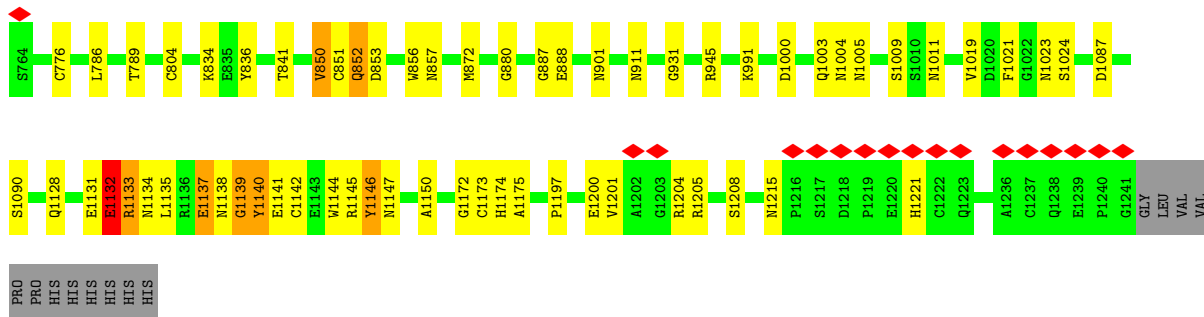 S764 C776 L786 T789 C804 K834 E835 Y836 T841 V850 C851 Q852 D853 W856 N857 M872 G880 G887 E888 N901 N911 G931 R945 K991 D1000 Q1003 N1004 N1005 S1009 S1010 N1011 V1019 D1020 F1021 G1022 N1023 S1024 D1087
S1090 Q1128 E1131 E1132 R1133 N1134 L1135 R1136 E1137 N1138 G1139 Y1140 E1141 C1142 E1143 W1144 R1145 Y1146 N1147 A1150 G1172 C1173 H1174 A1175 P1197 E1200 V1201 A1202 G1203 R1204 R1205 S1208 N1215 P1216 S1217 D1218 P1219 E1220 H1221 C1222 Q1223 A1236 C1237 Q1238 E1239 P1240 G1241 GLY LEU VAL VAL
PRO PRO HIS HIS HIS HIS HIS HIS